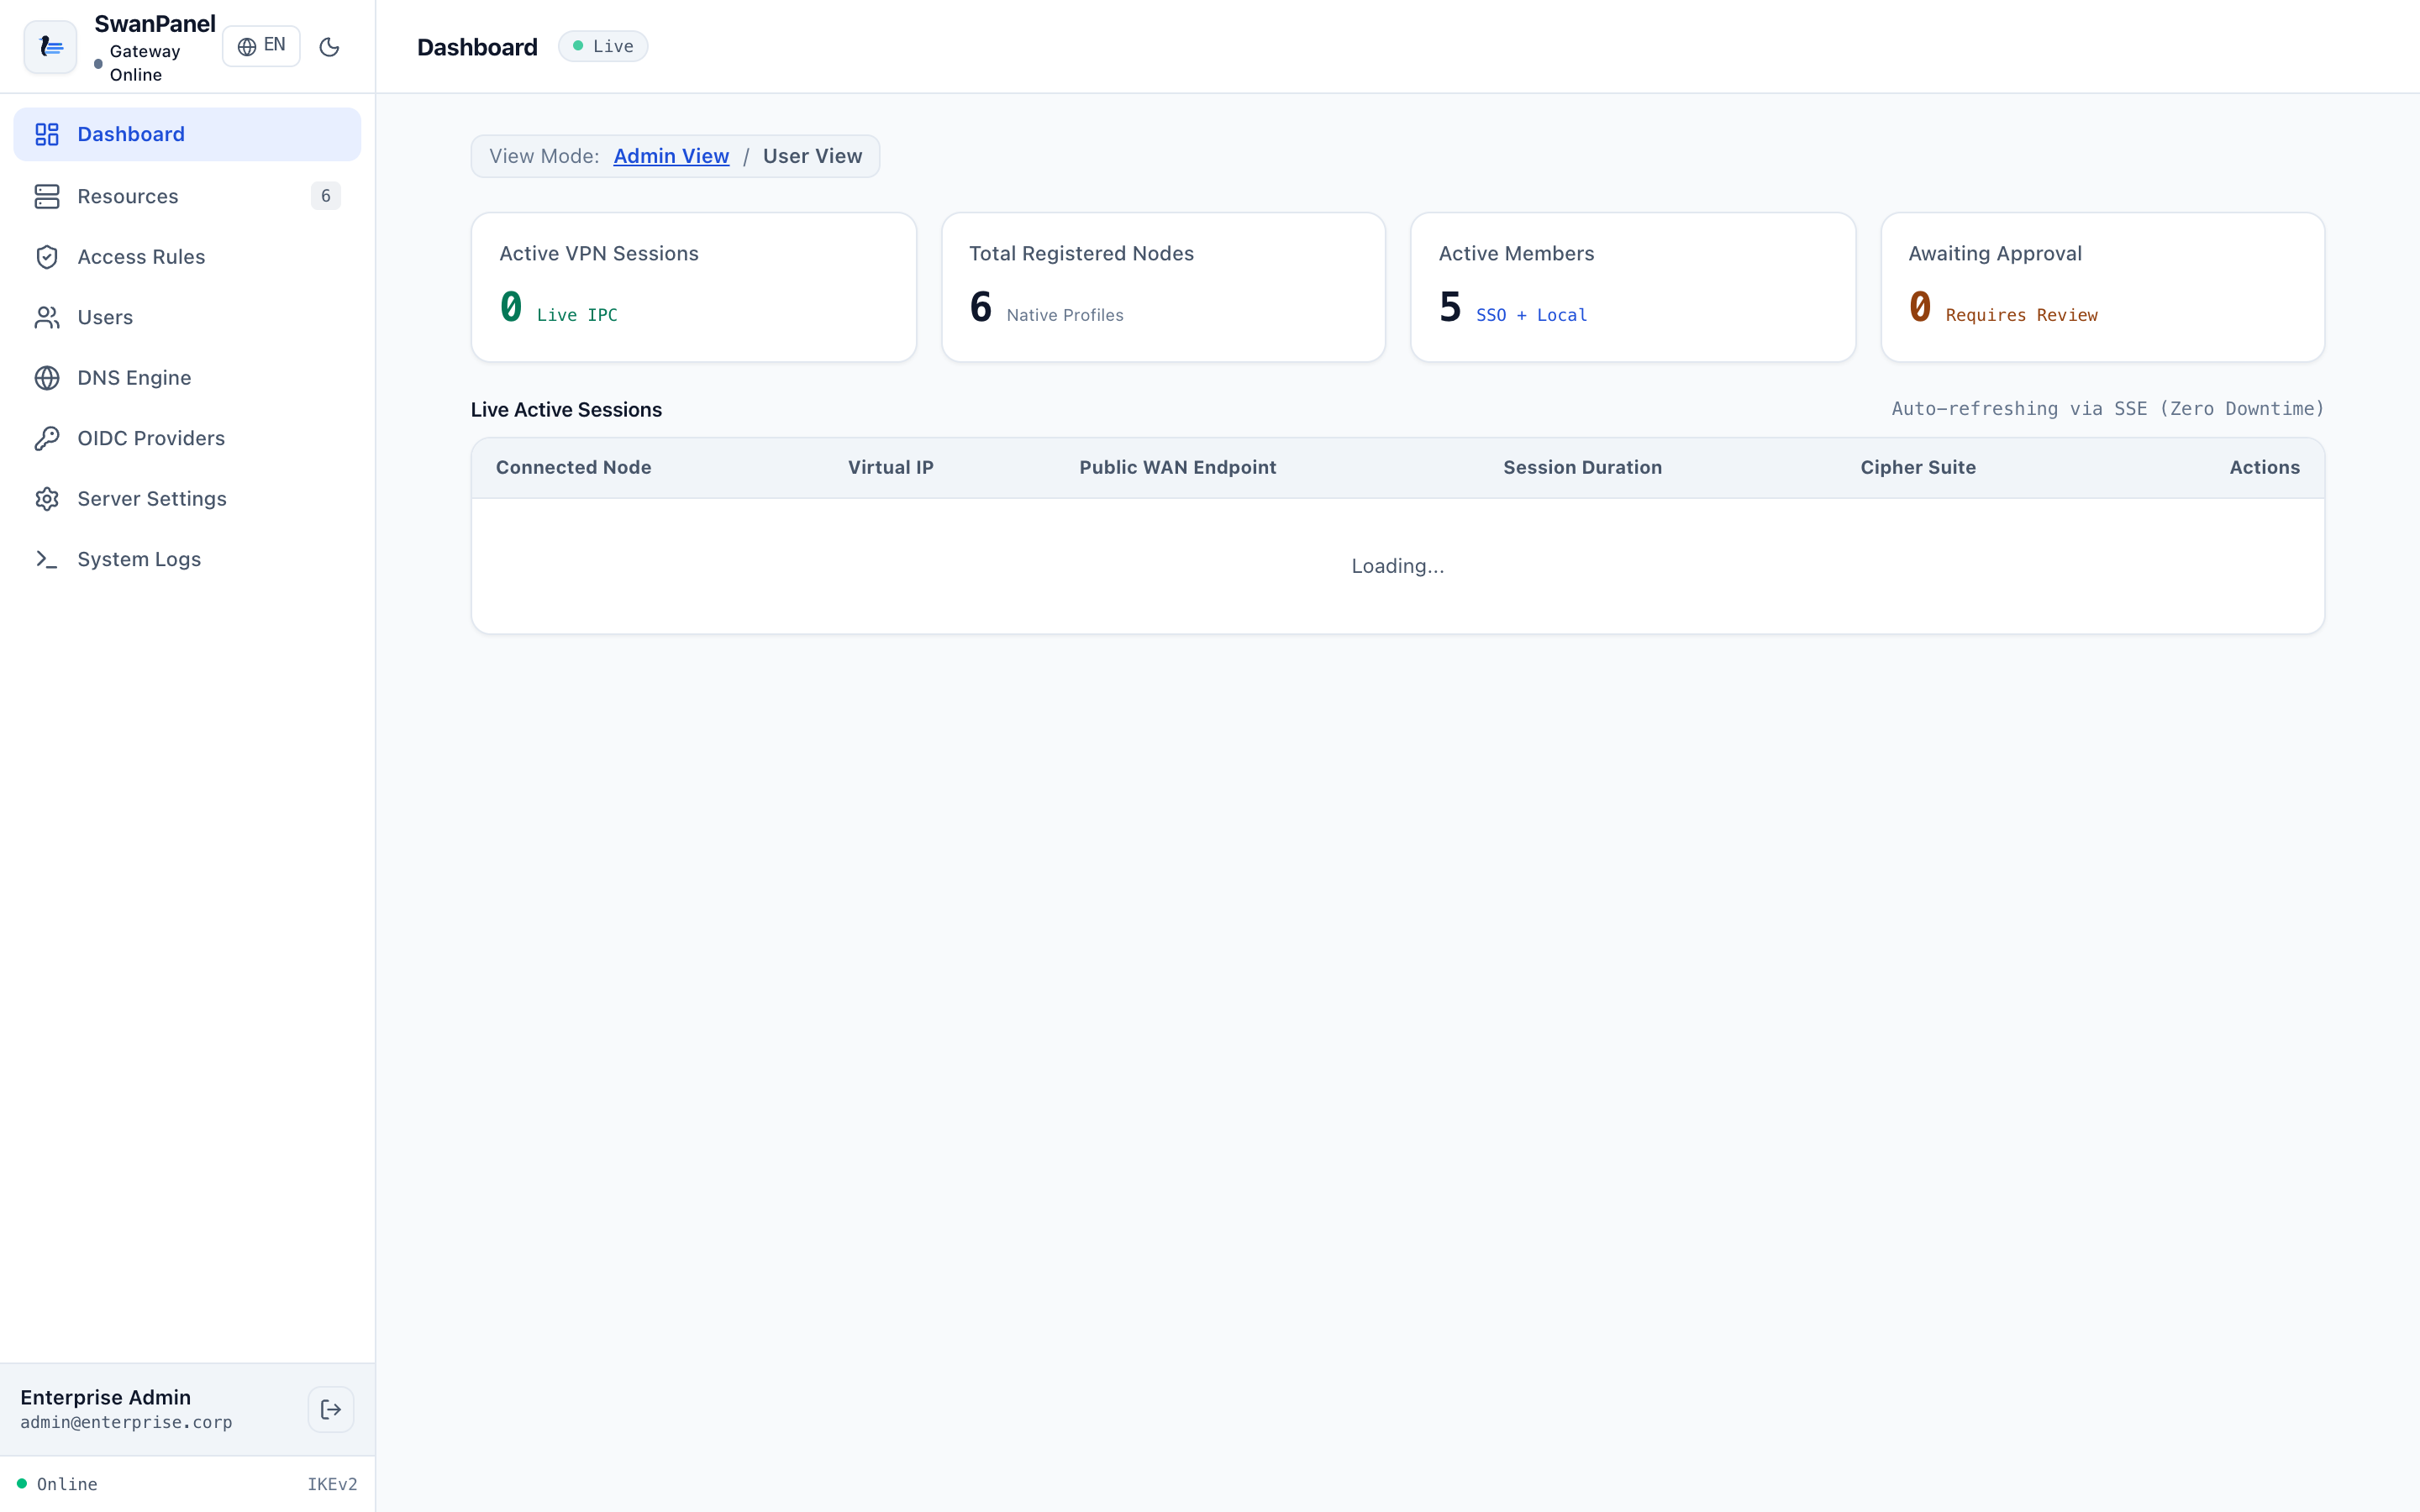 SwanPanel
Gateway
Online
EN
Dashboard
Live
Dashboard
Resources
6
Access Rules
Users
DNS Engine
OIDC Providers
Server Settings
System Logs
View Mode: Admin View / User View
Active VPN Sessions
0 Live IPC
Total Registered Nodes
6 Native Profiles
Active Members
5 SSO + Local
Awaiting Approval
0 Requires Review
Live Active Sessions
Auto-refreshing via SSE (Zero Downtime)
Connected Node Virtual IP Public WAN Endpoint Session Duration Cipher Suite Actions
Loading...
Enterprise Admin
admin@enterprise.corp
Online
IKEv2